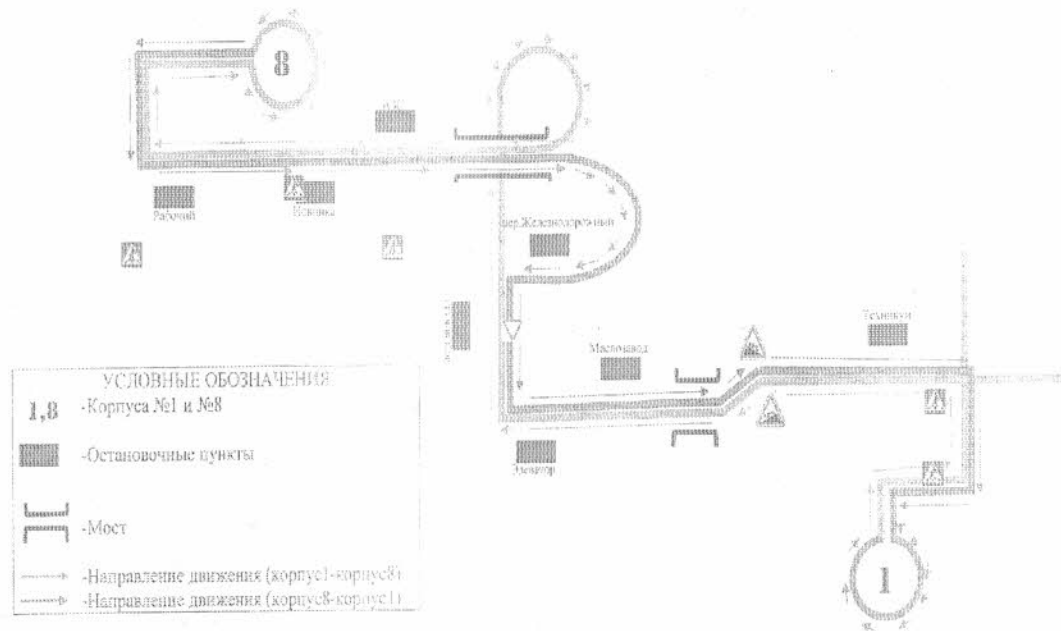 8
Рабочий
Новинка
пер.Железнодорожный
Маслозавод
Техникум
Элеватор
1
УСЛОВНЫЕ ОБОЗНАЧЕНИЯ
1,8 -Корпуса №1 и №8
-Остановочные пункты
-Мост
-Направление движения (корпус1-корпус8)
-Направление движения (корпус8-корпус1)